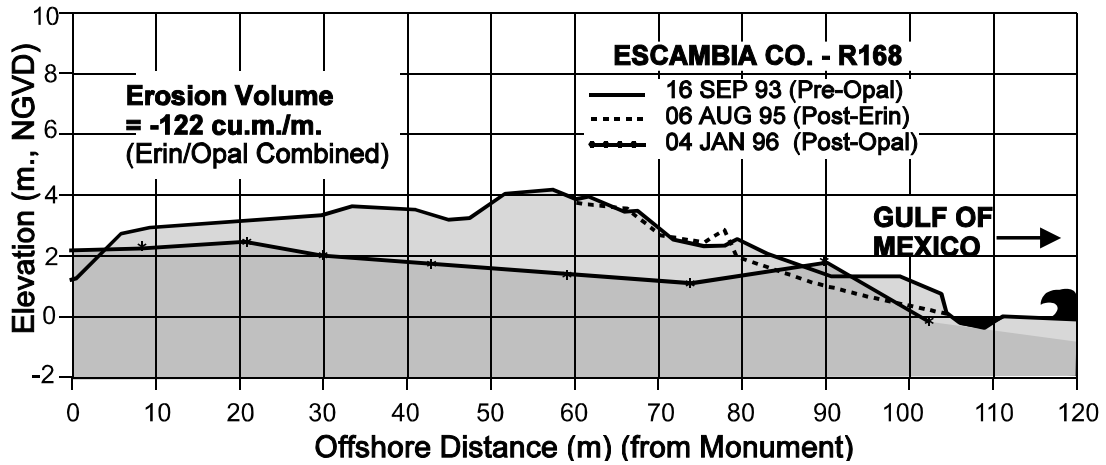 10
8
6
4
2
0
-2
Elevation (m., NGVD)
Erosion Volume
= -122 cu.m./m.
(Erin/Opal Combined)
ESCAMBIA CO. - R168
16 SEP 93 (Pre-Opal)
06 AUG 95 (Post-Erin)
04 JAN 96 (Post-Opal)
GULF OF
MEXICO
0 10 20 30 40 50 60 70 80 90 100 110 120
Offshore Distance (m) (from Monument)